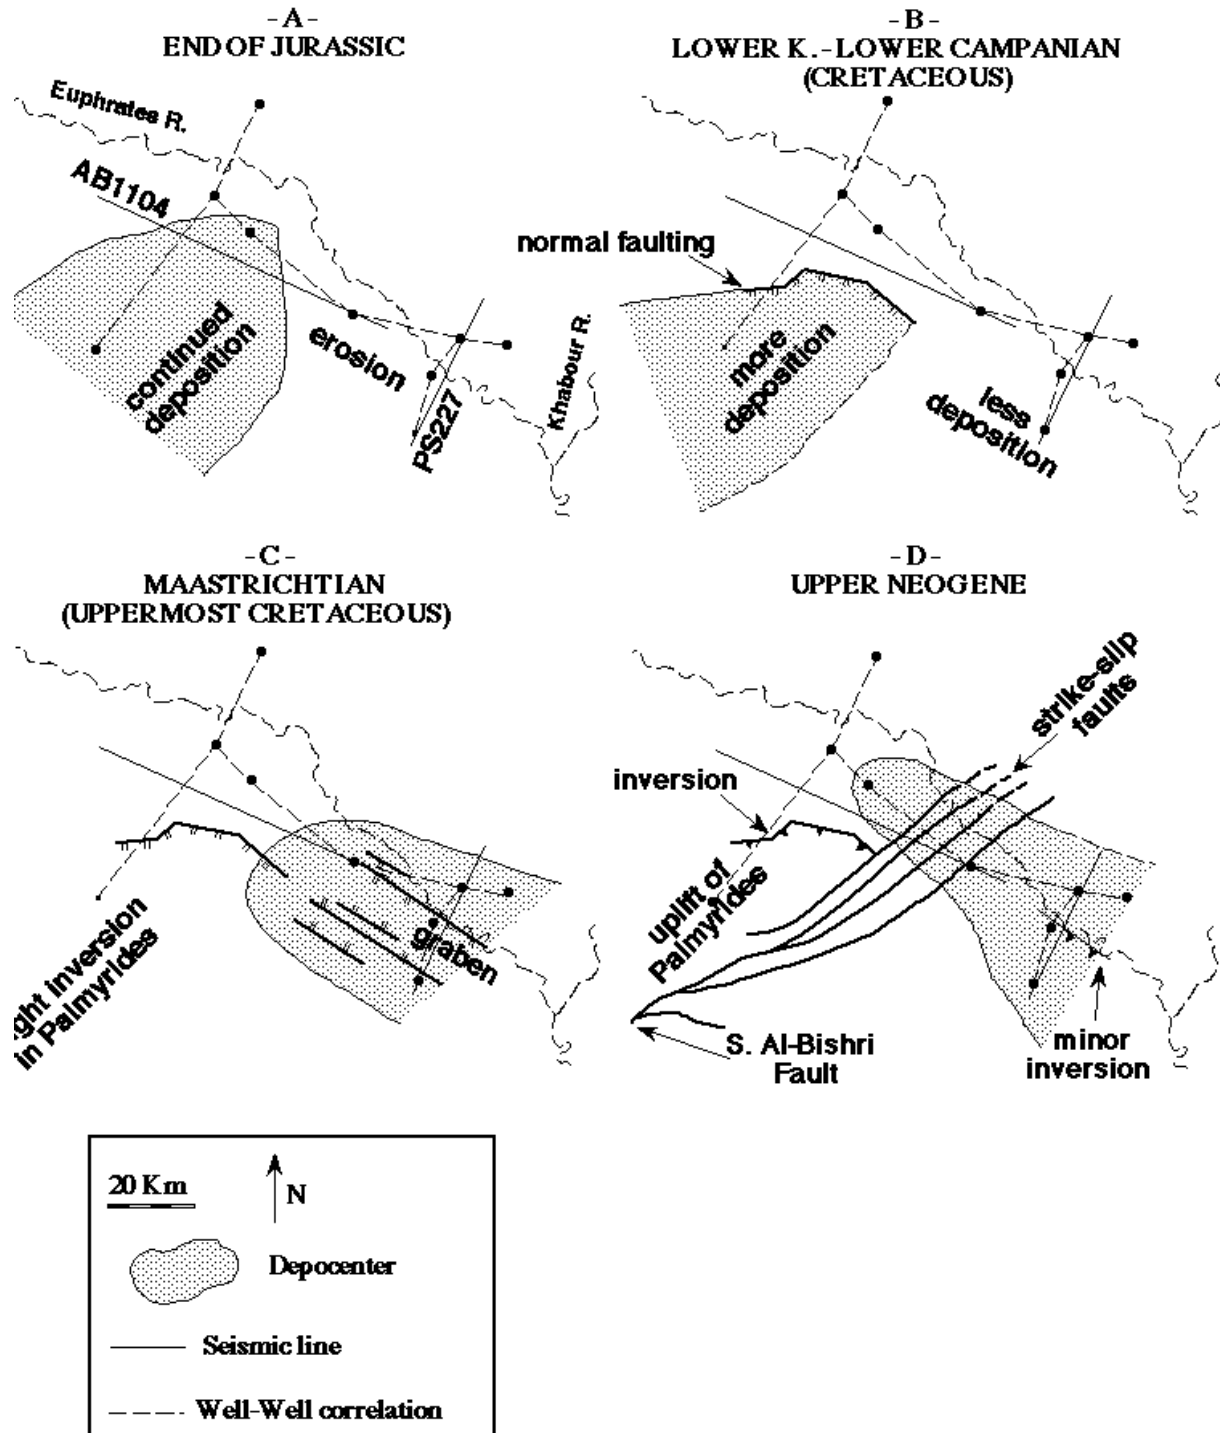 - A -
END OF JURASSIC
Euphrates R.
AB1104
continued
deposition
erosion
PS227
Khabour R.
- B -
LOWER K. - LOWER CAMPANIAN
(CRETACEOUS)
normal faulting
more
deposition
less
deposition
- C -
MAASTRICHTIAN
(UPPERMOST CRETACEOUS)
ght inversion
in Palmyrides
graben
- D -
UPPER NEOGENE
strike-slip
faults
inversion
uplift of
Palmyrides
S. Al-Bishri
Fault
minor
inversion
20 Km
N
Depocenter
Seismic line
Well-Well correlation